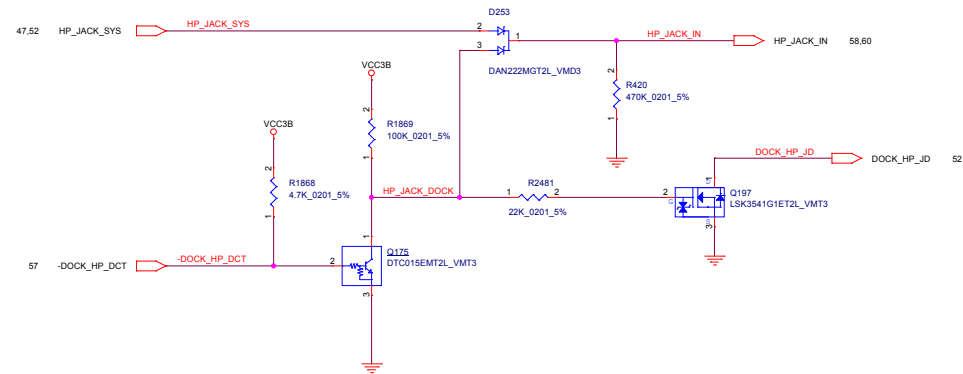 D253
47,52 HP_JACK_SYS HP_JACK_SYS 2 1 HP_JACK_IN HP_JACK_IN 58,60
3
DAN222MGT2L_VMD3
VCC3B
2
R420
470K_0201_5%
1
2
R1869
100K_0201_5%
1
VCC3B
2
R1868
4.7K_0201_5%
1
DOCK_HP_JD DOCK_HP_JD 52
HP_JACK_DOCK
1 R2481 2
22K_0201_5%
1
D
2
G
S
3
Q197
LSK3541G1ET2L_VMT3
1
Q175
DTC015EMT2L_VMT3
57 -DOCK_HP_DCT -DOCK_HP_DCT 2
3